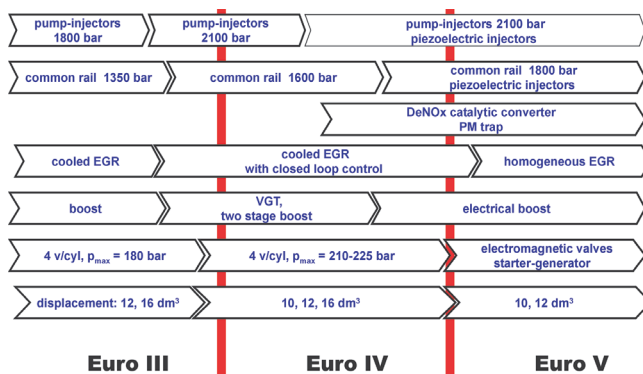 pump-injectors
1800 bar
pump-injectors
2100 bar
pump-injectors 2100 bar
piezoelectric injectors
common rail 1350 bar
common rail 1600 bar
common rail 1800 bar
piezoelectric injectors
DeNOx catalytic converter
PM trap
cooled EGR
cooled EGR
with closed loop control
homogeneous EGR
boost
VGT,
two stage boost
electrical boost
4 v/cyl, pmax = 180 bar
4 v/cyl, pmax = 210-225 bar
electromagnetic valves
starter-generator
displacement: 12, 16 dm³
10, 12, 16 dm³
10, 12 dm³
Euro III
Euro IV
Euro V